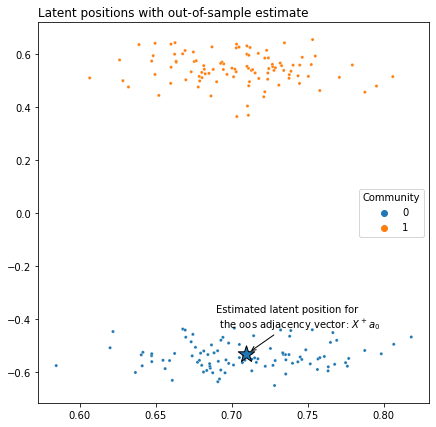 Latent positions with out-of-sample estimate
0.6
0.4
0.2
Community
0
1
0.0
−0.2
Estimated latent position for
the oos adjacency vector: X⁺a₀
−0.4
−0.6
0.60 0.65 0.70 0.75 0.80